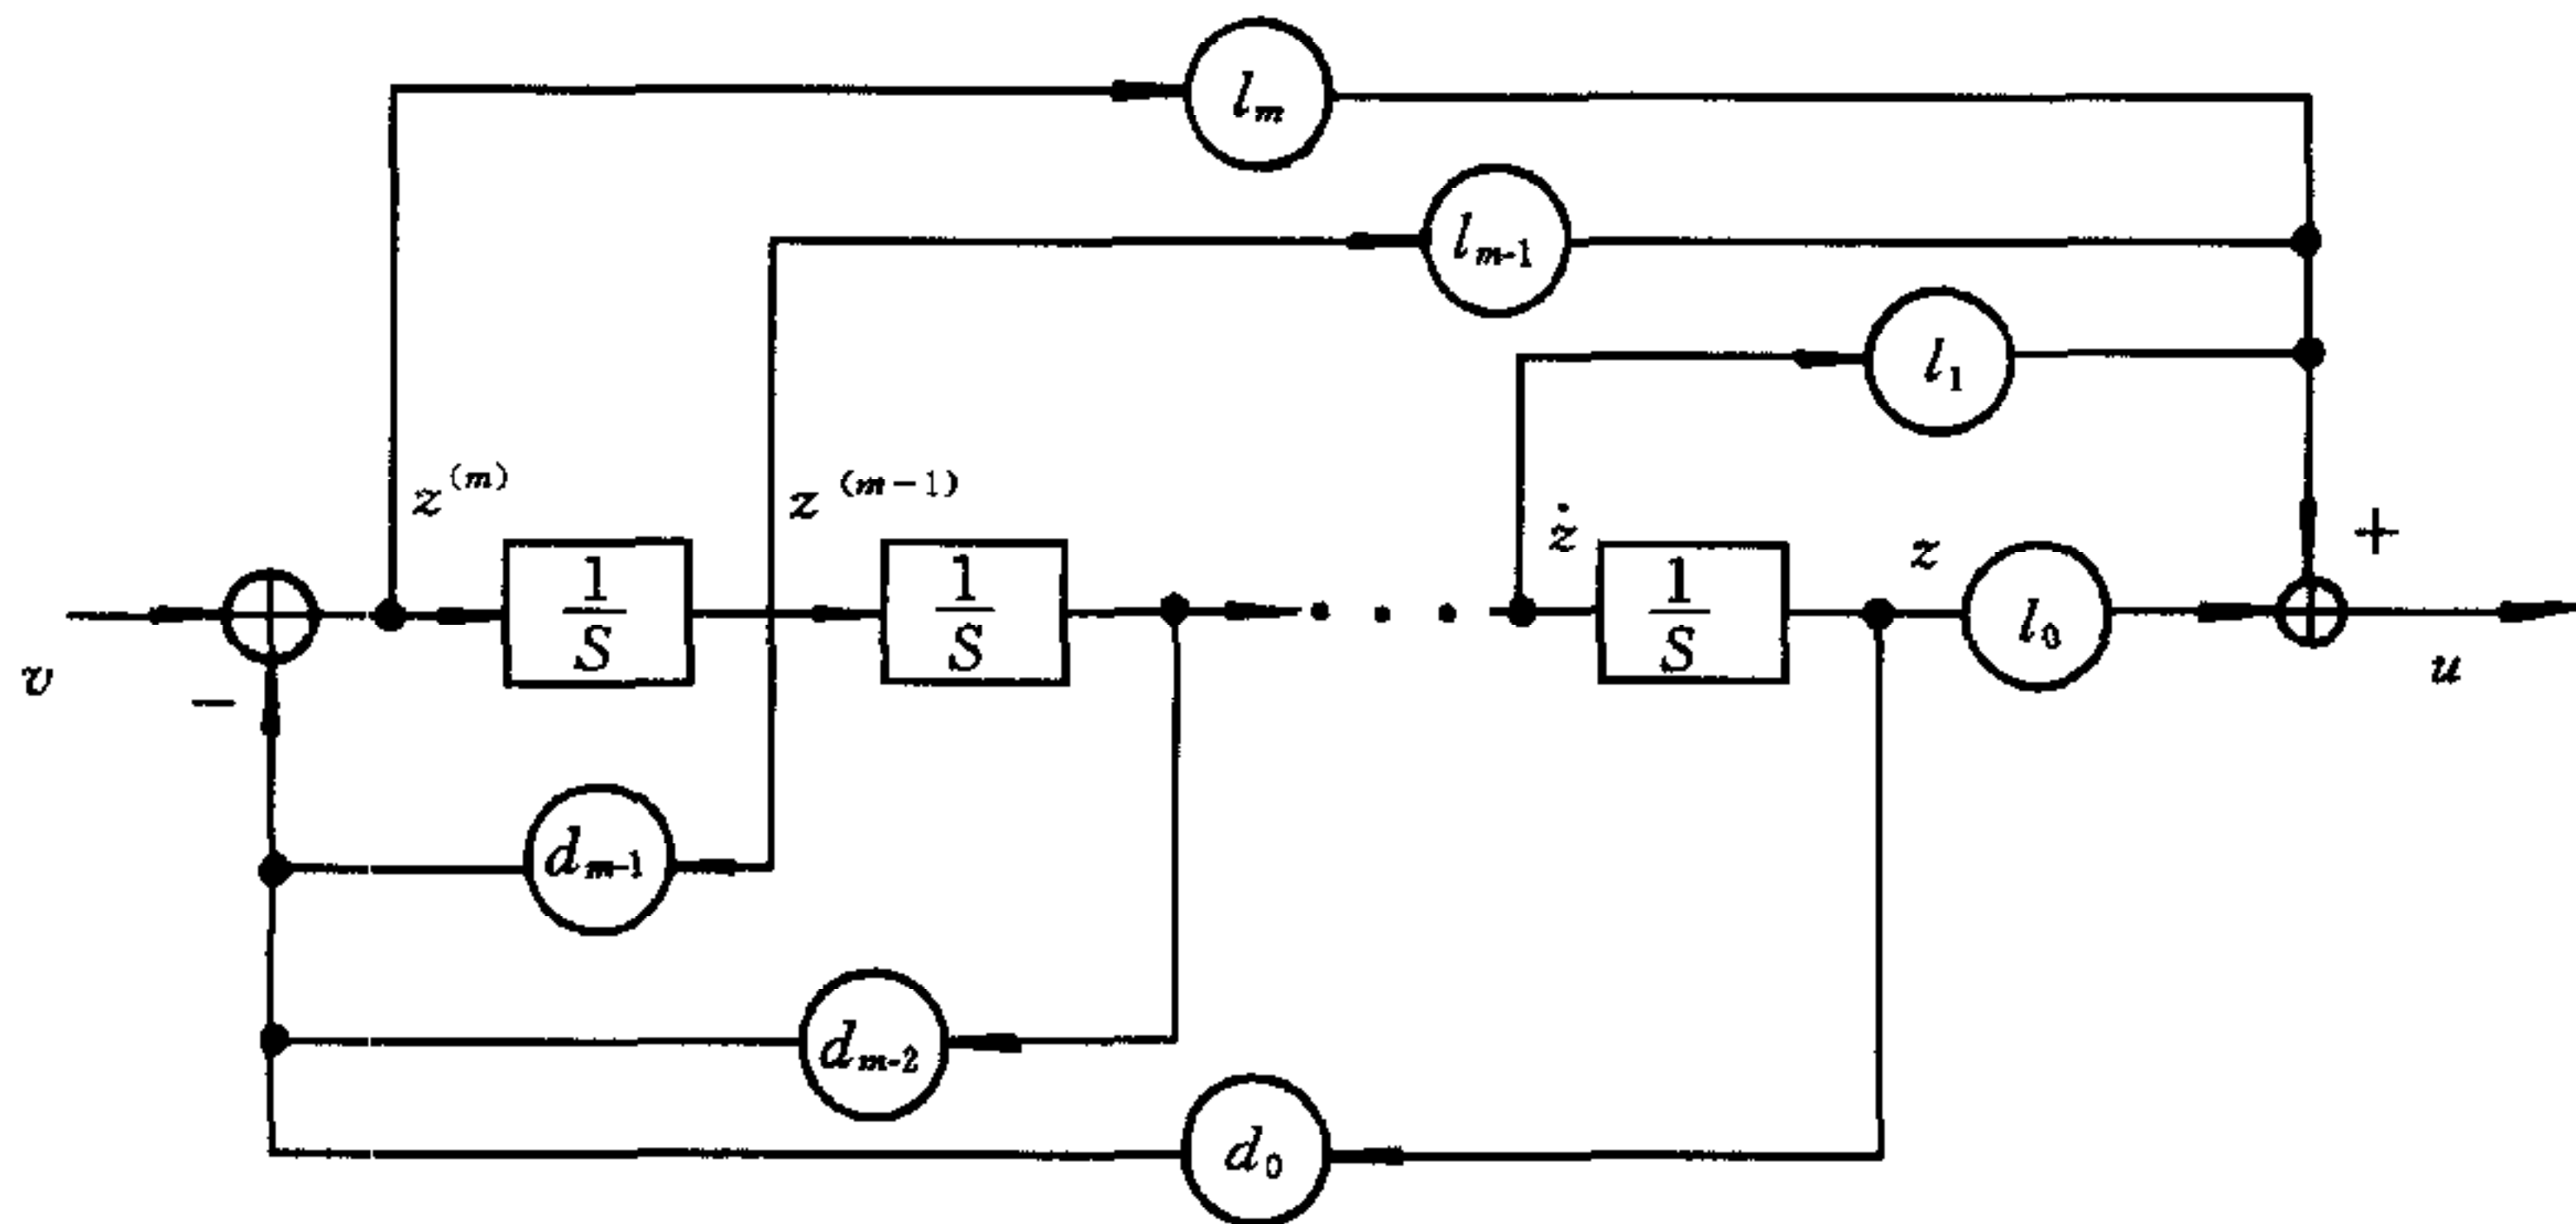 l_m
l_{m-1}
l_1
z^{(m)}
z^{(m-1)}
ż
z
+
1/S
1/S
. . .
1/S
l_0
v
−
u
d_{m-1}
d_{m-2}
d_0